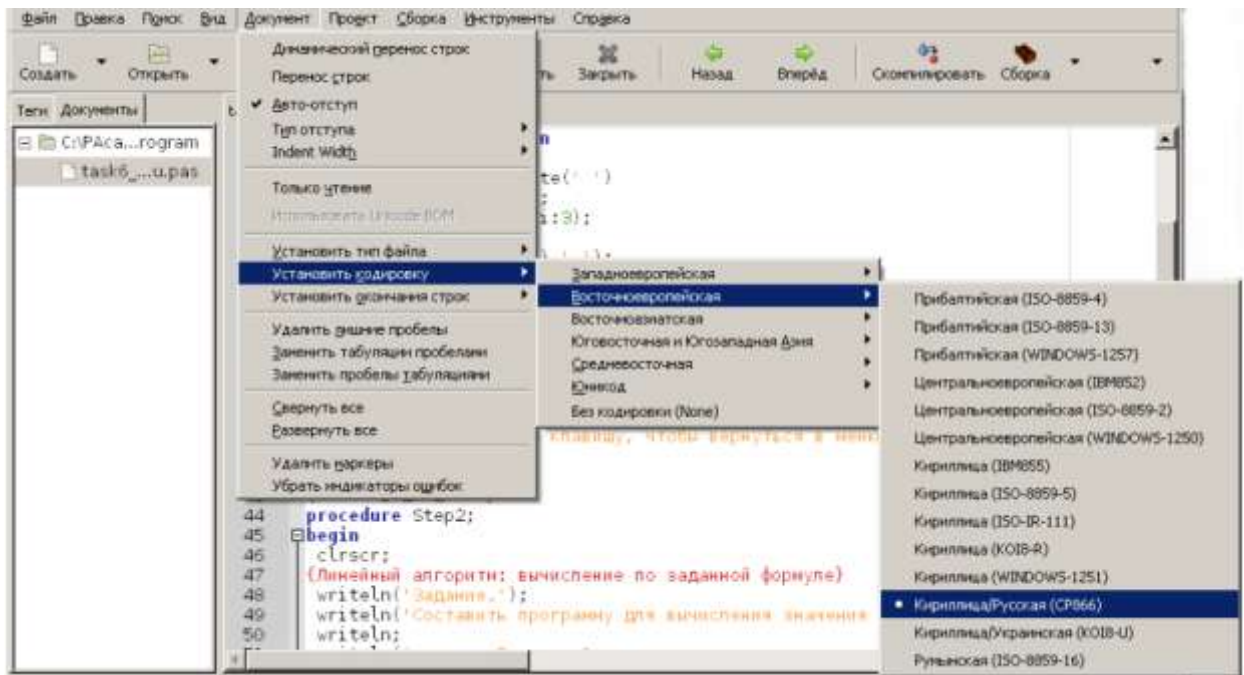 Файл Правка Поиск Вид Документ Проект Сборка Инструменты Справка
Создать Открыть ть Закрыть Назад Вперёд Скомпилировать Сборка
Теги Документы
C:\PAca...rogram
task6_...u.pas
Динамический перенос строк
Перенос строк
Авто-отступ
Тип отступа
Indent Width
Только чтение
Использовать Unicode BOM
Установить тип файла
Установить кодировку
Установить окончания строк
Удалить лишние пробелы
Заменить табуляции пробелами
Заменить пробелы табуляциями
Свернуть все
Развернуть все
Удалить маркеры
Убрать индикаторы ошибок
Западноевропейская
Восточноевропейская
Восточноазиатская
Юговосточная и Югозападная Азия
Средневосточная
Юникод
Без кодировки (None)
Прибалтийская (ISO-8859-4)
Прибалтийская (ISO-8859-13)
Прибалтийская (WINDOWS-1257)
Центральноевропейская (IBM852)
Центральноевропейская (ISO-8859-2)
Центральноевропейская (WINDOWS-1250)
Кириллица (IBM855)
Кириллица (ISO-8859-5)
Кириллица (ISO-IR-111)
Кириллица (KOI8-R)
Кириллица (WINDOWS-1251)
Кириллица/Русская (CP866)
Кириллица/Украинская (KOI8-U)
Румынская (ISO-8859-16)
n
te(' ')
:3);
клавишу, чтобы вернуться в меню
44 procedure Step2;
45 begin
46 clrscr;
47 {Линейный алгоритм: вычисление по заданной формуле}
48 writeln('Задание.');
49 writeln('Составить программу для вычисления значения
50 writeln;